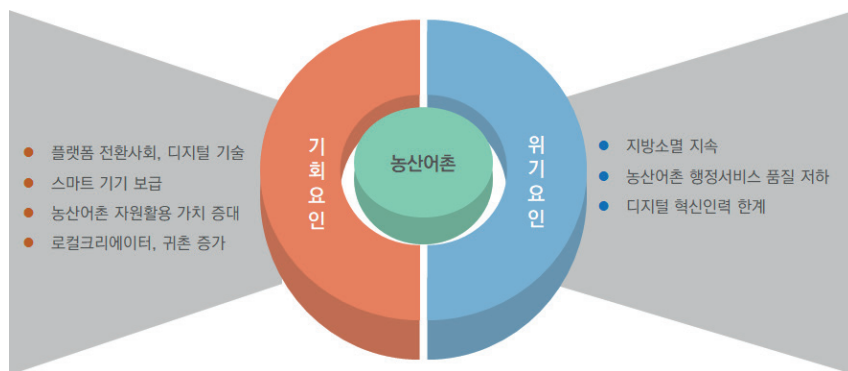 플랫폼 전환사회, 디지털 기술
스마트 기기 보급
농산어촌 자원활용 가치 증대
로컬크리에이터, 귀촌 증가
기회요인
농산어촌
위기요인
지방소멸 지속
농산어촌 행정서비스 품질 저하
디지털 혁신인력 한계